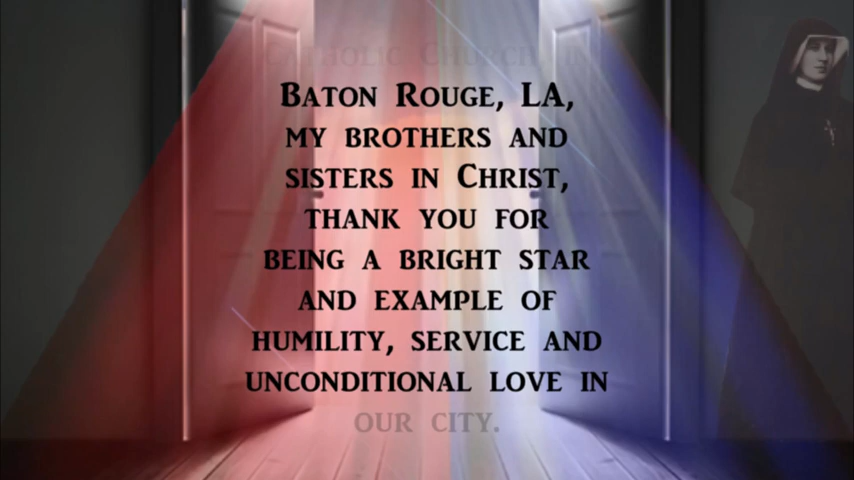 Catholic Church in
Baton Rouge, LA,
my brothers and
sisters in Christ,
thank you for
being a bright star
and example of
humility, service and
unconditional love in
our city.